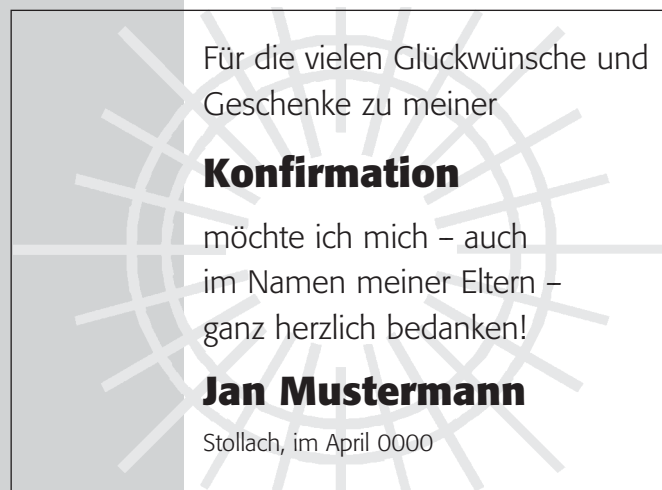 Für die vielen Glückwünsche und
Geschenke zu meiner
Konfirmation
möchte ich mich – auch
im Namen meiner Eltern –
ganz herzlich bedanken!
Jan Mustermann
Stollach, im April 0000